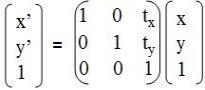 x’ 1 0 tx x
y’ = 0 1 ty y
1 0 0 1 1